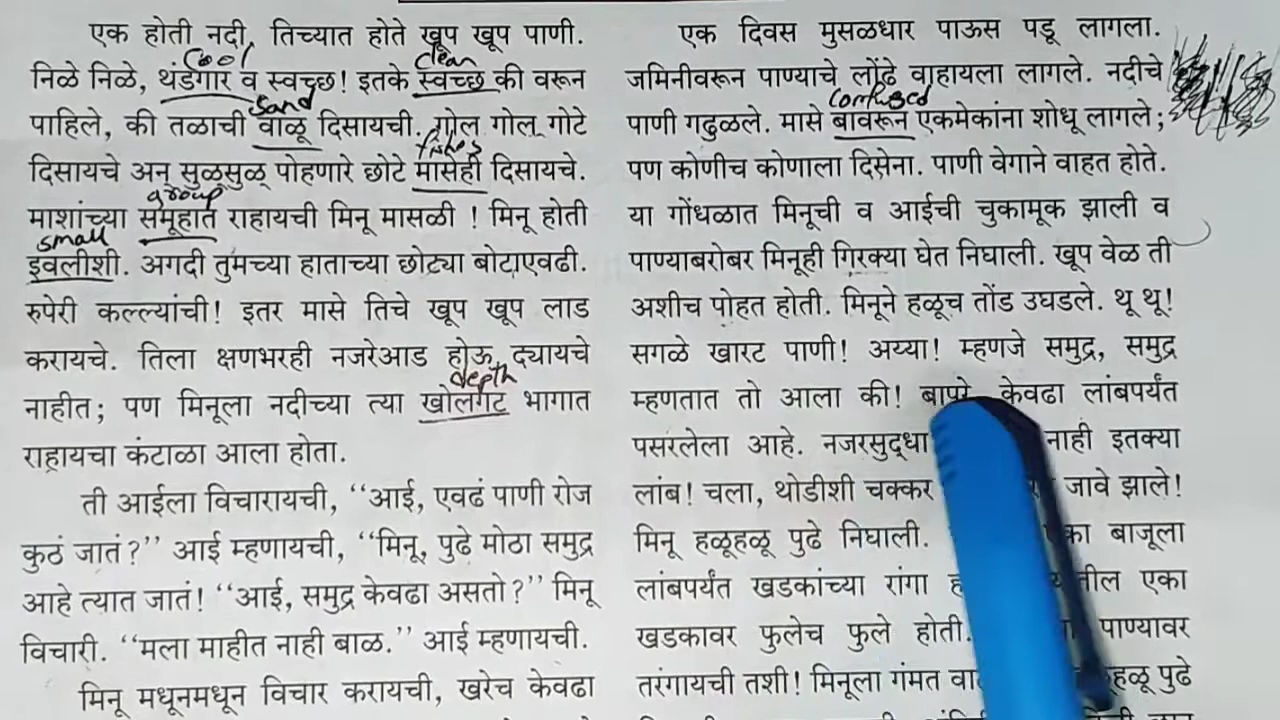 एक होती नदी, तिच्यात होते खूप खूप पाणी.
cool clean
निळे निळे, थंडगार व स्वच्छ! इतके स्वच्छ की वरून
sand
पाहिले, की तळाची वाळू दिसायची. गोल गोल गोटे
fishes
दिसायचे अन् सुळसुळ् पोहणारे छोटे मासेही दिसायचे.
group
माशांच्या समूहात राहायची मिनू मासळी ! मिनू होती
small
इवलीशी. अगदी तुमच्या हाताच्या छोट्या बोटाएवढी.
रुपेरी कल्ल्यांची! इतर मासे तिचे खूप खूप लाड
करायचे. तिला क्षणभरही नजरेआड होऊ द्यायचे
depth
नाहीत; पण मिनूला नदीच्या त्या खोलगट भागात
राहायचा कंटाळा आला होता.
ती आईला विचारायची, “आई, एवढं पाणी रोज
कुठं जातं?” आई म्हणायची, “मिनू, पुढे मोठा समुद्र
आहे त्यात जातं! “आई, समुद्र केवढा असतो?” मिनू
विचारी. “मला माहीत नाही बाळ.” आई म्हणायची.
मिनू मधूनमधून विचार करायची, खरेच केवढा
एक दिवस मुसळधार पाऊस पडू लागला.
जमिनीवरून पाण्याचे लोंढे वाहायला लागले. नदीचे
confused
पाणी गढुळले. मासे बावरून एकमेकांना शोधू लागले;
पण कोणीच कोणाला दिसेना. पाणी वेगाने वाहत होते.
या गोंधळात मिनूची व आईची चुकामूक झाली व
पाण्याबरोबर मिनूही गिरक्या घेत निघाली. खूप वेळ ती
अशीच पोहत होती. मिनूने हळूच तोंड उघडले. थू थू!
सगळे खारट पाणी! अय्या! म्हणजे समुद्र, समुद्र
म्हणतात तो आला की! बापरे केवढा लांबपर्यंत
पसरलेला आहे. नजरसुद्धा नाही इतक्या
लांब! चला, थोडीशी चक्कर जावे झाले!
मिनू हळूहळू पुढे निघाली. बाजूला
लांबपर्यंत खडकांच्या रांगा एका
खडकावर फुलेच फुले होती. पाण्यावर
तरंगायची तशी! मिनूला गंमत पुढे